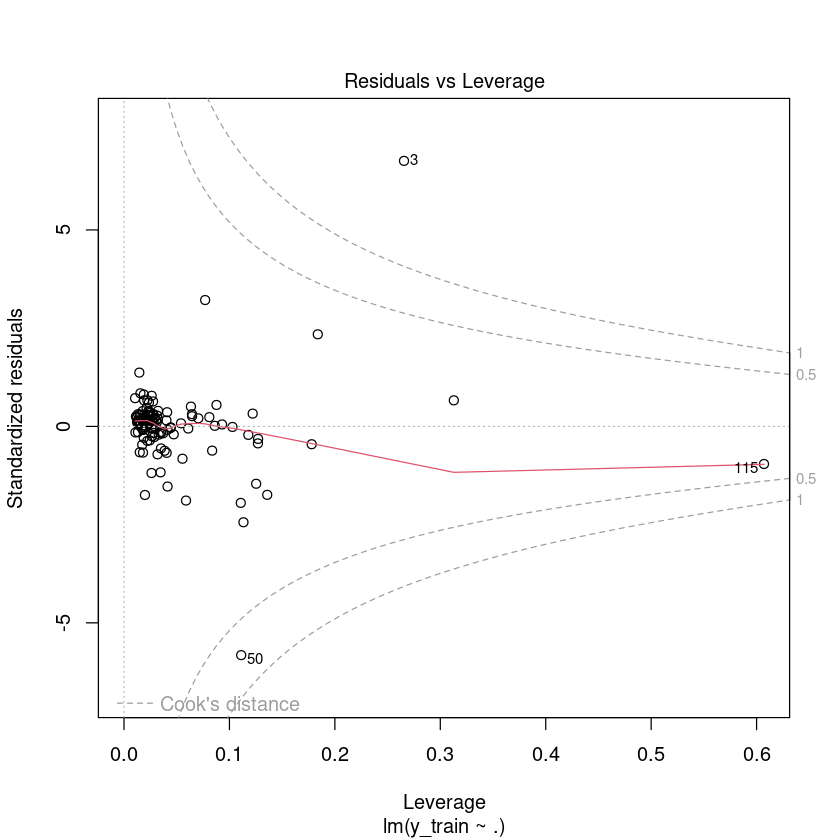 Residuals vs Leverage
Standardized residuals
5
0
-5
3
115
50
1
0.5
0.5
1
Cook's distance
0.0 0.1 0.2 0.3 0.4 0.5 0.6
Leverage
lm(y_train ~ .)